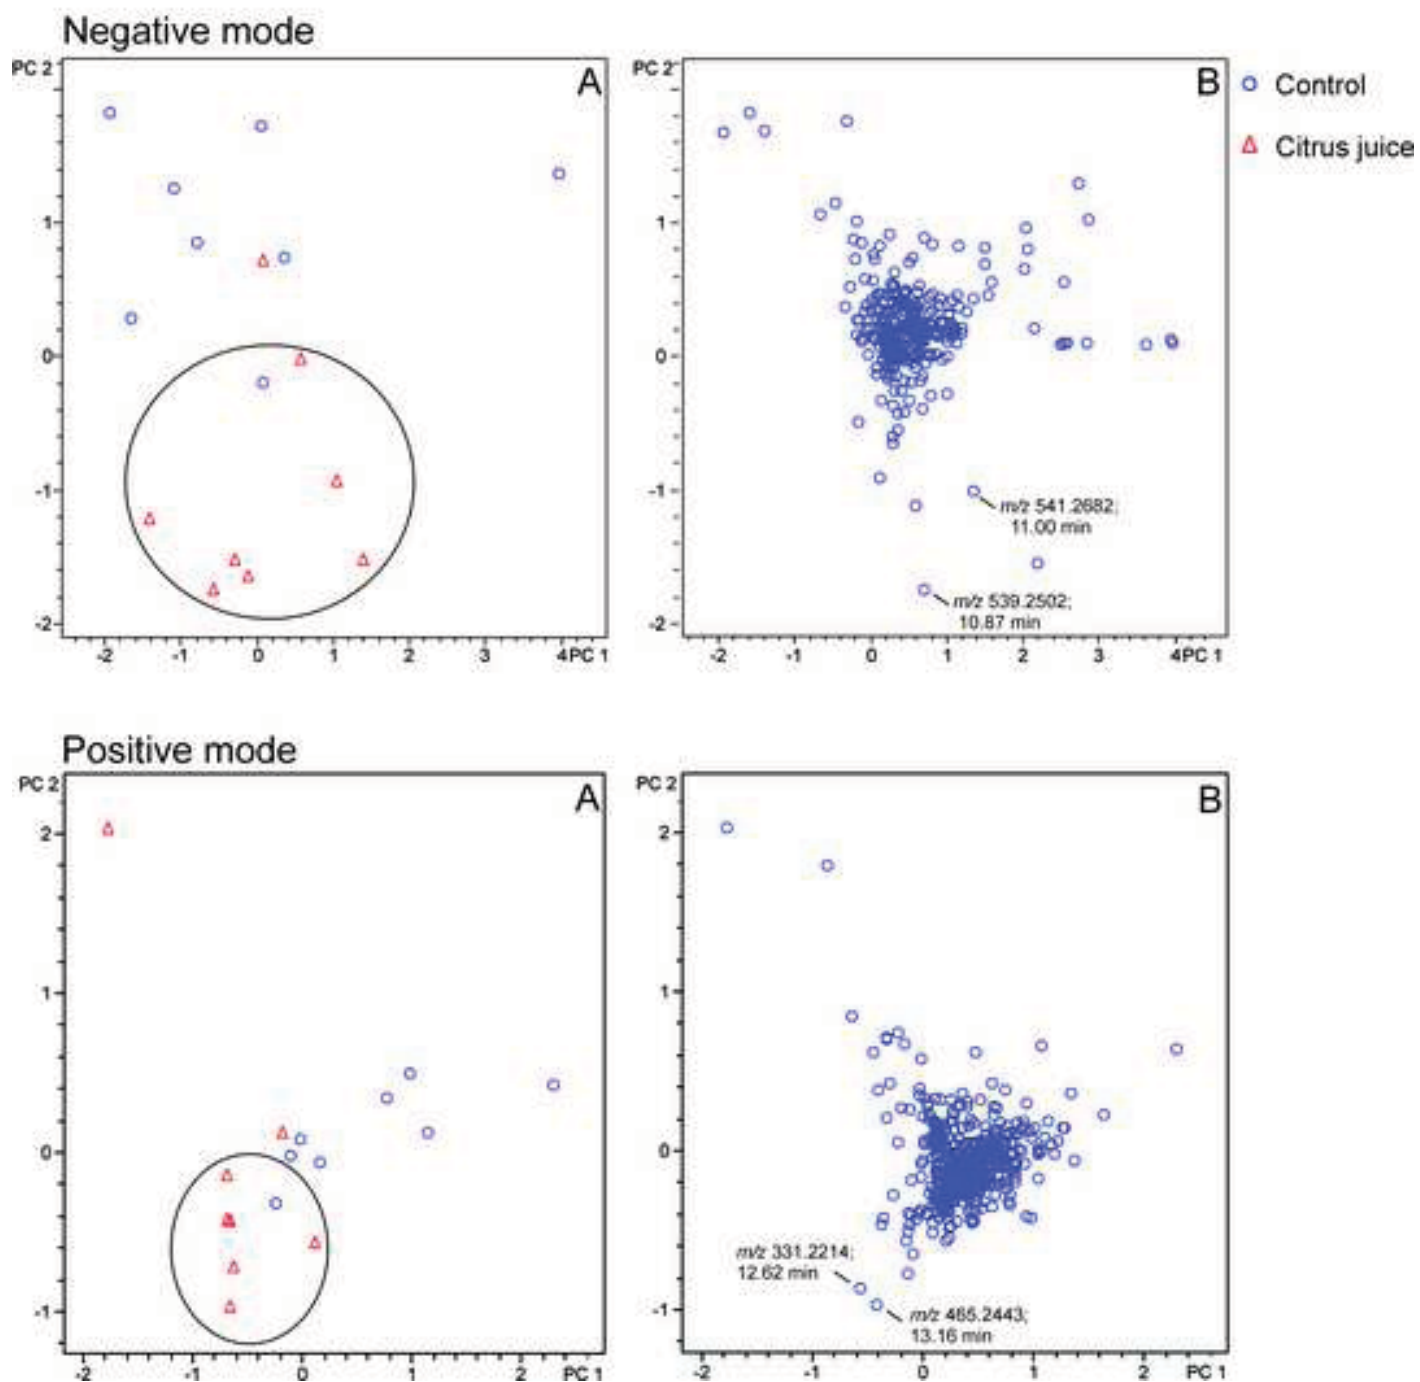 Negative mode
PC 2
A
1
0
-1
-2
-2 -1 0 1 2 3 4 PC 1
PC 2
B
1
0
-1
-2
m/z 541.2682;
11.00 min
m/z 539.2502;
10.87 min
-2 -1 0 1 2 3 4 PC 1
Control
Citrus juice
Positive mode
PC 2
A
2
1
0
-1
-2 -1 0 1 2 PC 1
PC 2
B
2
1
0
-1
m/z 331.2214;
12.62 min
m/z 465.2443;
13.16 min
-2 -1 0 1 2 PC 1